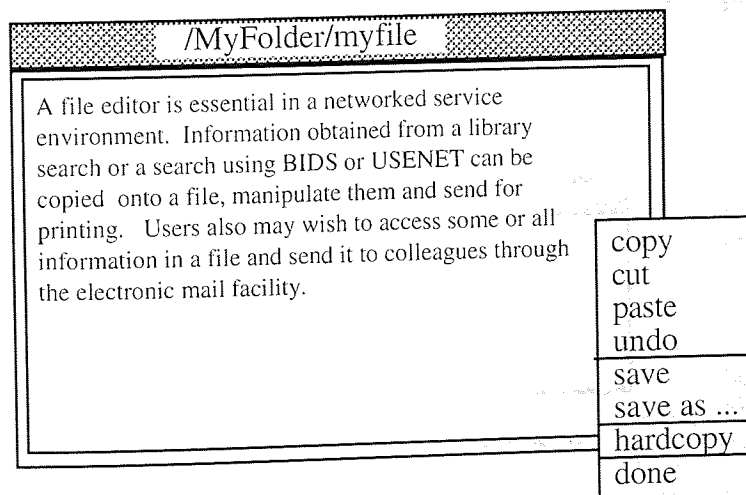 /MyFolder/myfile
A file editor is essential in a networked service
environment.  Information obtained from a library
search or a search using BIDS or USENET can be
copied  onto a file, manipulate them and send for
printing.   Users also may wish to access some or all
information in a file and send it to colleagues through
the electronic mail facility.
copy
cut
paste
undo
save
save as ...
hardcopy
done